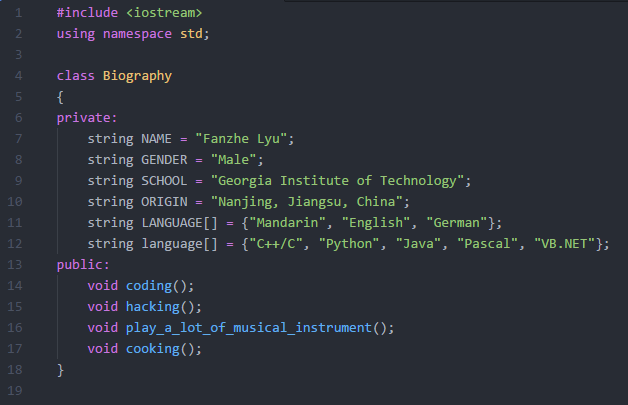 1 #include <iostream>
2 using namespace std;
3
4 class Biography
5 {
6 private:
7     string NAME = "Fanzhe Lyu";
8     string GENDER = "Male";
9     string SCHOOL = "Georgia Institute of Technology";
10     string ORIGIN = "Nanjing, Jiangsu, China";
11     string LANGUAGE[] = {"Mandarin", "English", "German"};
12     string language[] = {"C++/C", "Python", "Java", "Pascal", "VB.NET"};
13 public:
14     void coding();
15     void hacking();
16     void play_a_lot_of_musical_instrument();
17     void cooking();
18 }
19